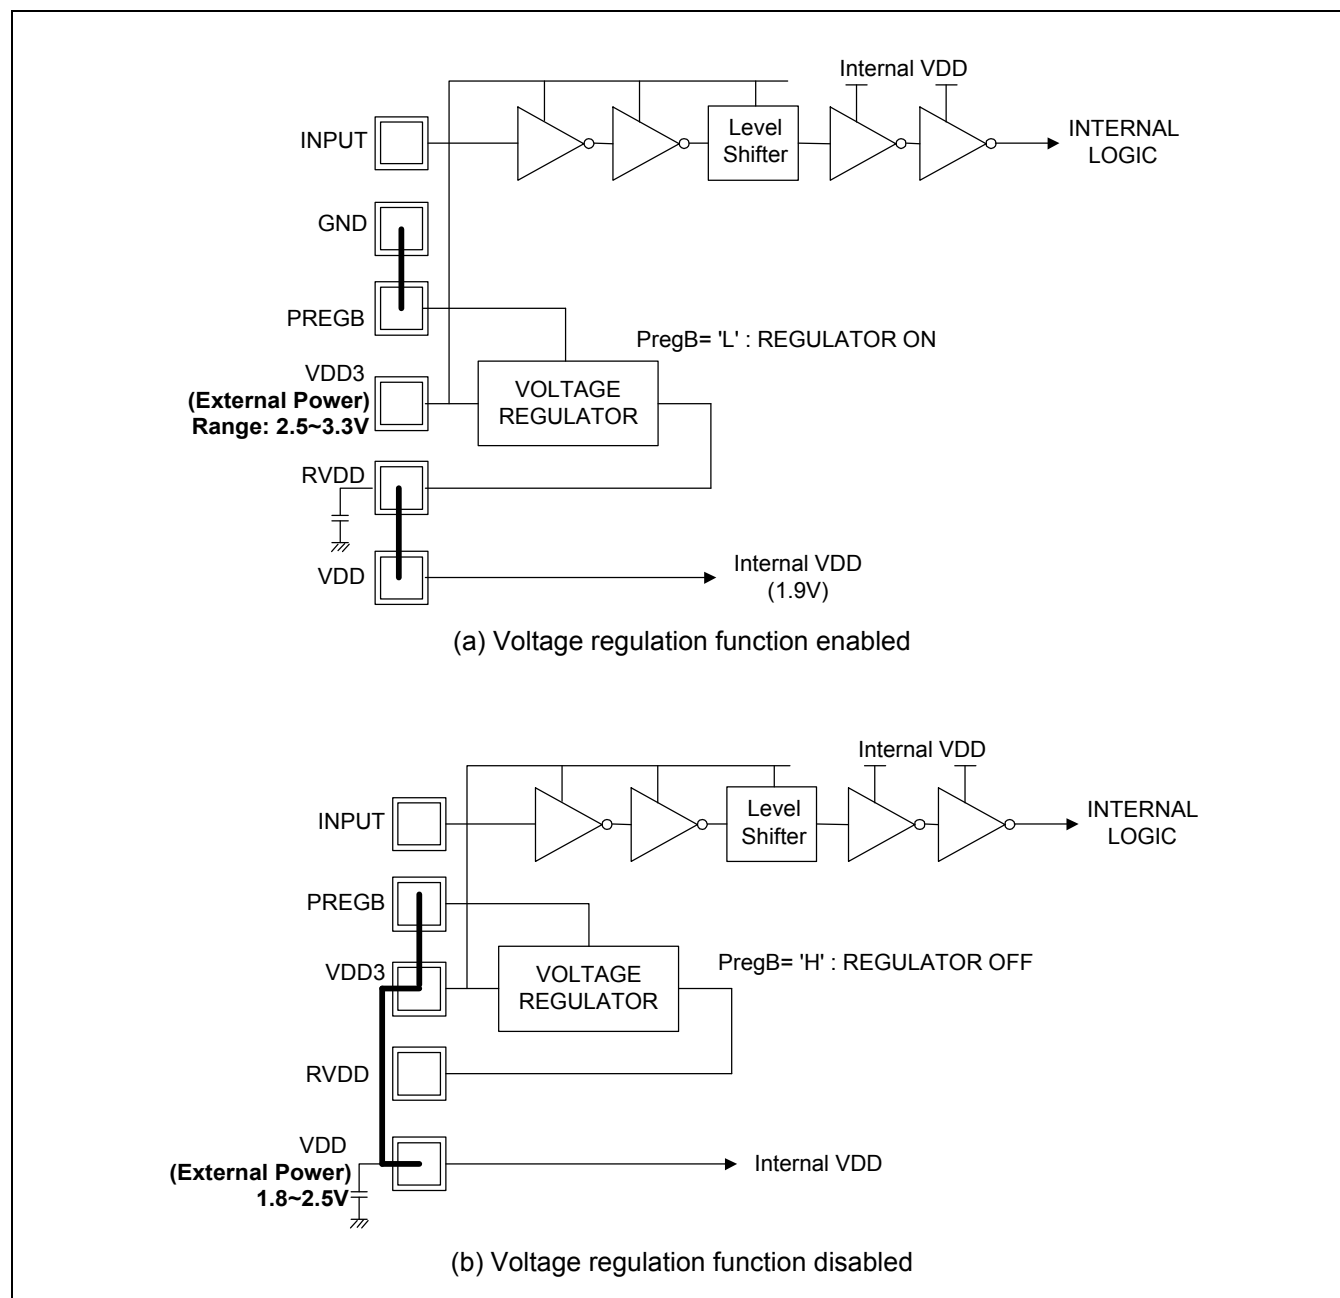 Internal VDD
INPUT
Level
Shifter
INTERNAL
LOGIC
GND
PREGB
PregB= 'L' : REGULATOR ON
VDD3
(External Power)
Range: 2.5~3.3V
VOLTAGE
REGULATOR
RVDD
VDD
Internal VDD
(1.9V)
(a) Voltage regulation function enabled
Internal VDD
INPUT
Level
Shifter
INTERNAL
LOGIC
PREGB
VDD3
VOLTAGE
REGULATOR
PregB= 'H' : REGULATOR OFF
RVDD
VDD
(External Power)
1.8~2.5V
Internal VDD
(b) Voltage regulation function disabled